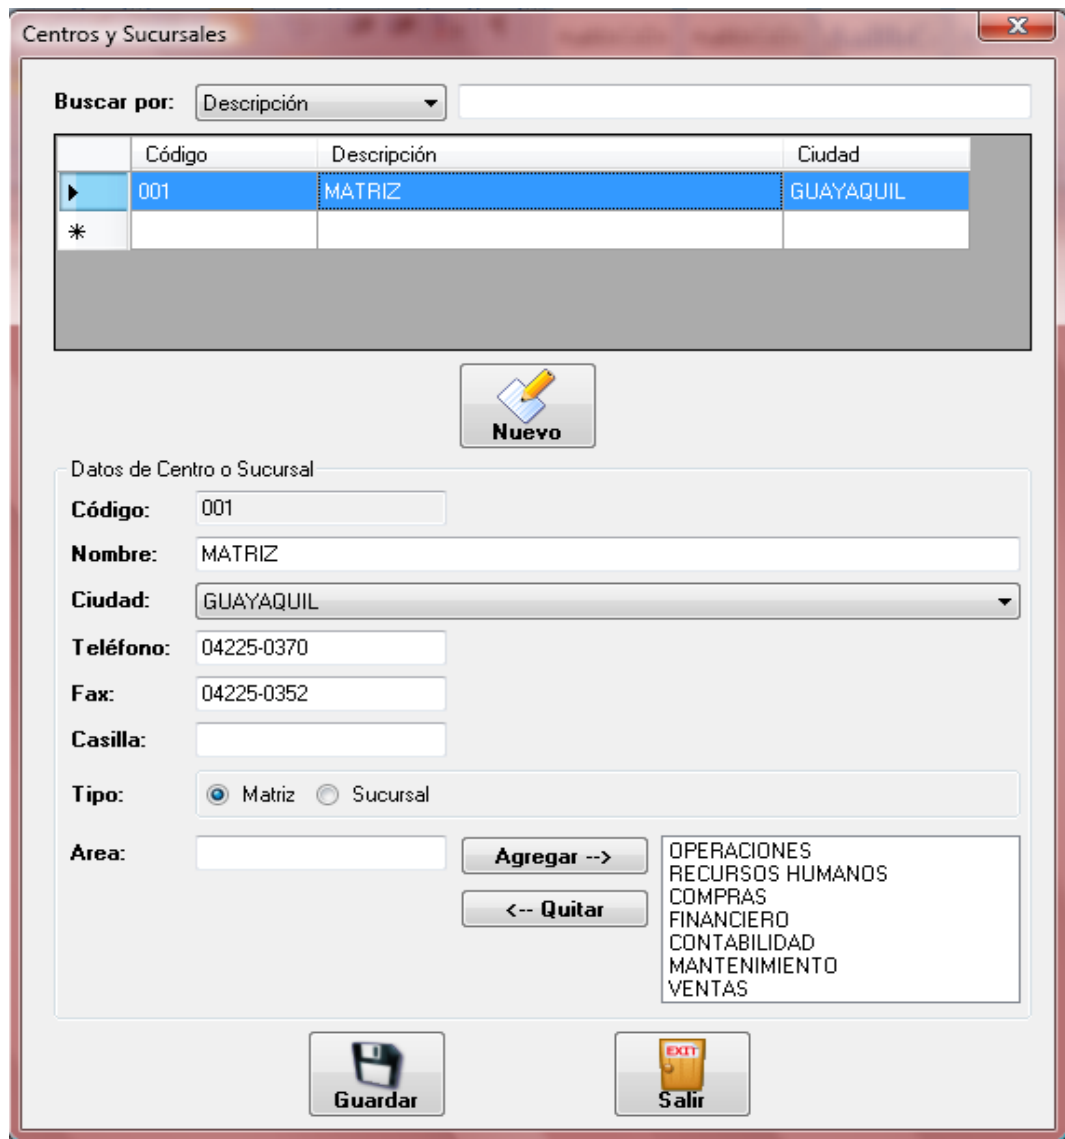 Centros y Sucursales
Buscar por: Descripción
Código Descripción Ciudad
001 MATRIZ GUAYAQUIL
Nuevo
Datos de Centro o Sucursal
Código: 001
Nombre: MATRIZ
Ciudad: GUAYAQUIL
Teléfono: 04225-0370
Fax: 04225-0352
Casilla:
Tipo: Matriz Sucursal
Area: Agregar -->
<-- Quitar
OPERACIONES
RECURSOS HUMANOS
COMPRAS
FINANCIERO
CONTABILIDAD
MANTENIMIENTO
VENTAS
Guardar
EXIT
Salir